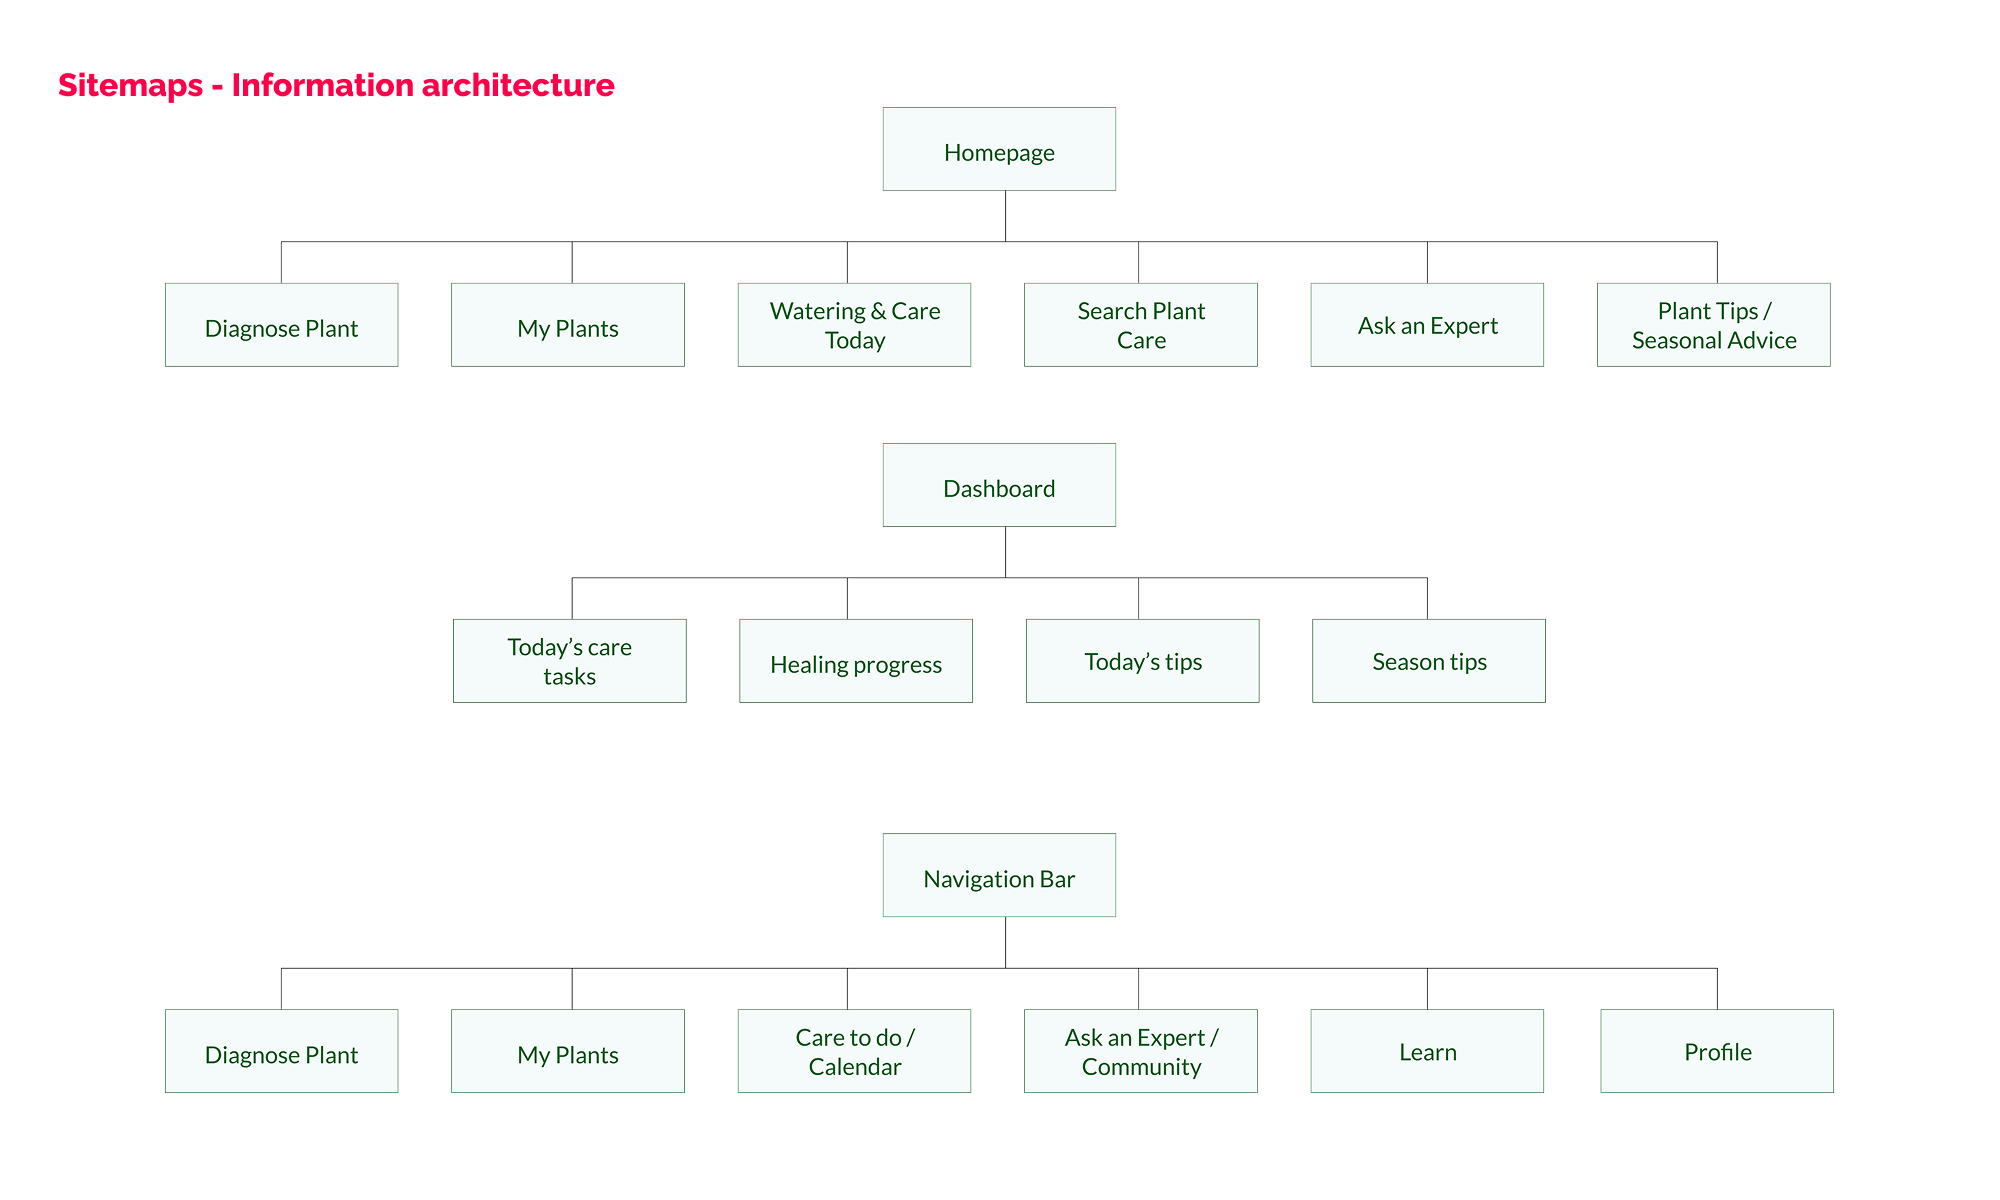 Sitemaps - Information architecture
Homepage
Diagnose Plant
My Plants
Watering & Care
Today
Search Plant
Care
Ask an Expert
Plant Tips /
Seasonal Advice
Dashboard
Today’s care
tasks
Healing progress
Today’s tips
Season tips
Navigation Bar
Diagnose Plant
My Plants
Care to do /
Calendar
Ask an Expert /
Community
Learn
Profile